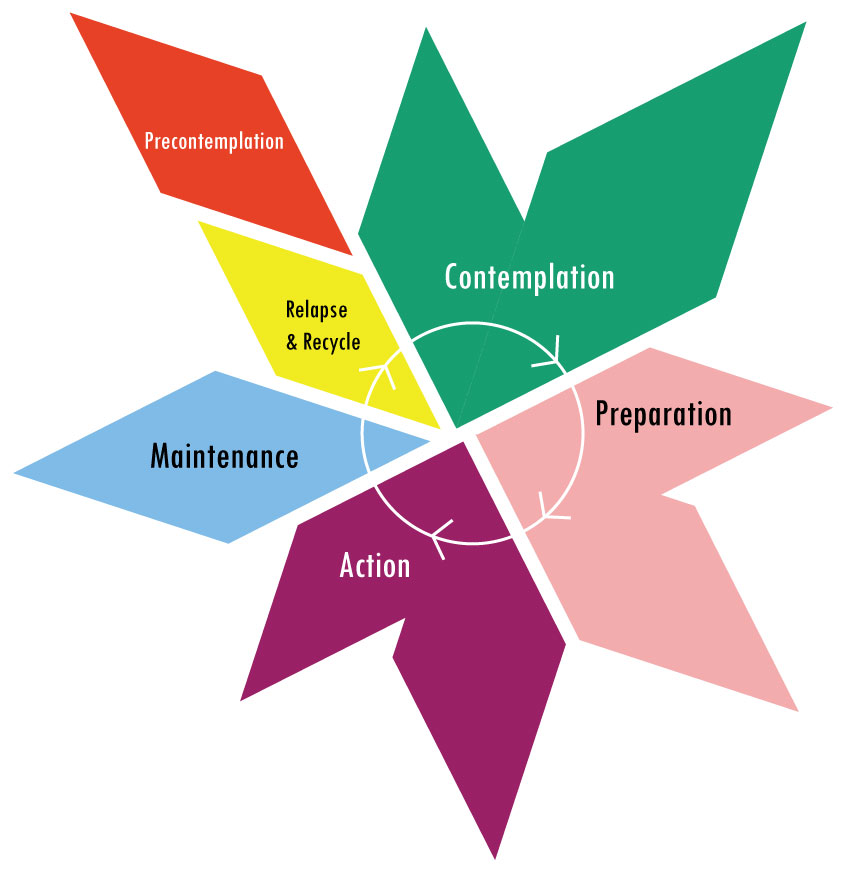 Precontemplation
Contemplation
Relapse
& Recycle
Preparation
Maintenance
Action